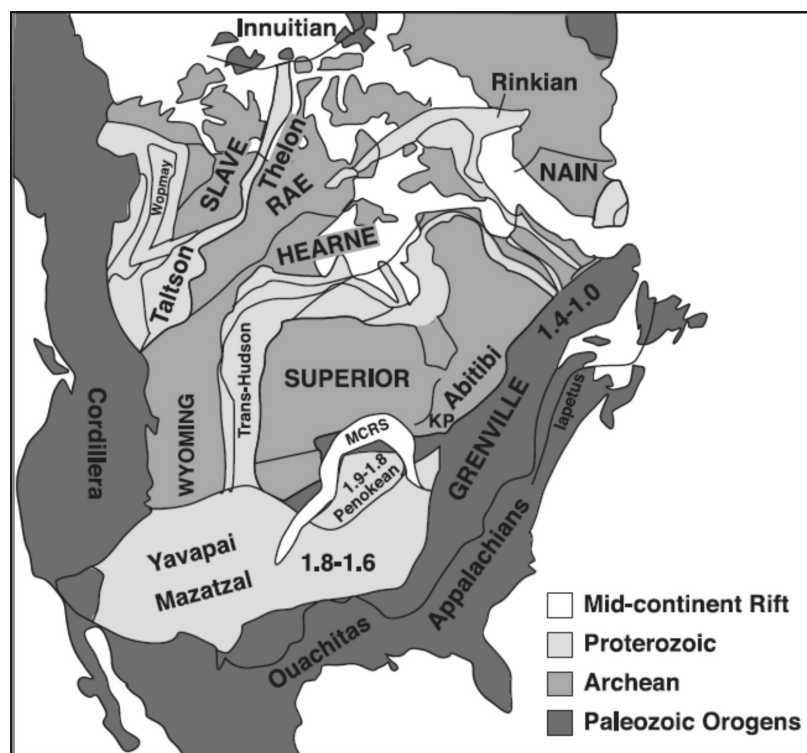 Innuitian
Rinkian
SLAVE
Thelon
RAE
NAIN
Wopmay
HEARNE
Taltson
1.4-1.0
Trans-Hudson
SUPERIOR
Abitibi
Iapetus
Cordillera
WYOMING
KP
MCRS
GRENVILLE
1.9-1.8
Penokean
Yavapai
Mazatzal
1.8-1.6
Appalachians
Ouachitas
Mid-continent Rift
Proterozoic
Archean
Paleozoic Orogens